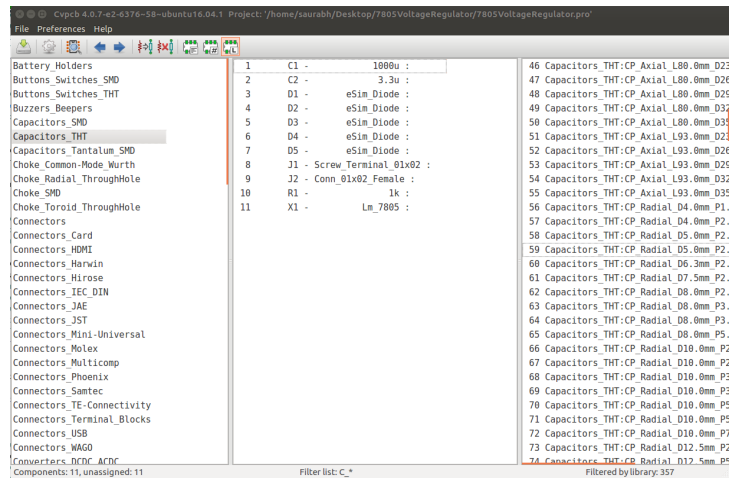 Cvpcb 4.0.7-e2-6376~58~ubuntu16.04.1 Project: '/home/saurabh/Desktop/7805VoltageRegulator/7805VoltageRegulator.pro'
File Preferences Help
Battery_Holders
Buttons_Switches_SMD
Buttons_Switches_THT
Buzzers_Beepers
Capacitors_SMD
Capacitors_THT
Capacitors_Tantalum_SMD
Choke_Common-Mode_Wurth
Choke_Radial_ThroughHole
Choke_SMD
Choke_Toroid_ThroughHole
Connectors
Connectors_Card
Connectors_HDMI
Connectors_Harwin
Connectors_Hirose
Connectors_IEC_DIN
Connectors_JAE
Connectors_JST
Connectors_Mini-Universal
Connectors_Molex
Connectors_Multicomp
Connectors_Phoenix
Connectors_Samtec
Connectors_TE-Connectivity
Connectors_Terminal_Blocks
Connectors_USB
Connectors_WAGO
Converters_DCDC_ACDC
1 C1 - 1000u :
2 C2 - 3.3u :
3 D1 - eSim_Diode :
4 D2 - eSim_Diode :
5 D3 - eSim_Diode :
6 D4 - eSim_Diode :
7 D5 - eSim_Diode :
8 J1 - Screw_Terminal_01x02 :
9 J2 - Conn_01x02_Female :
10 R1 - 1k :
11 X1 - Lm_7805 :
46 Capacitors_THT:CP_Axial_L80.0mm_D23
47 Capacitors_THT:CP_Axial_L80.0mm_D26
48 Capacitors_THT:CP_Axial_L80.0mm_D29
49 Capacitors_THT:CP_Axial_L80.0mm_D32
50 Capacitors_THT:CP_Axial_L80.0mm_D35
51 Capacitors_THT:CP_Axial_L93.0mm_D23
52 Capacitors_THT:CP_Axial_L93.0mm_D26
53 Capacitors_THT:CP_Axial_L93.0mm_D29
54 Capacitors_THT:CP_Axial_L93.0mm_D32
55 Capacitors_THT:CP_Axial_L93.0mm_D35
56 Capacitors_THT:CP_Radial_D4.0mm_P1.
57 Capacitors_THT:CP_Radial_D4.0mm_P2.
58 Capacitors_THT:CP_Radial_D5.0mm_P2.
59 Capacitors_THT:CP_Radial_D5.0mm_P2.
60 Capacitors_THT:CP_Radial_D6.3mm_P2.
61 Capacitors_THT:CP_Radial_D7.5mm_P2.
62 Capacitors_THT:CP_Radial_D8.0mm_P2.
63 Capacitors_THT:CP_Radial_D8.0mm_P3.
64 Capacitors_THT:CP_Radial_D8.0mm_P3.
65 Capacitors_THT:CP_Radial_D8.0mm_P5.
66 Capacitors_THT:CP_Radial_D10.0mm_P2
67 Capacitors_THT:CP_Radial_D10.0mm_P2
68 Capacitors_THT:CP_Radial_D10.0mm_P3
69 Capacitors_THT:CP_Radial_D10.0mm_P3
70 Capacitors_THT:CP_Radial_D10.0mm_P5
71 Capacitors_THT:CP_Radial_D10.0mm_P5
72 Capacitors_THT:CP_Radial_D10.0mm_P7
73 Capacitors_THT:CP_Radial_D12.5mm_P2
74 Capacitors_THT:CP_Radial_D12.5mm_P5
Components: 11, unassigned: 11
Filter list: C_*
Filtered by library: 357